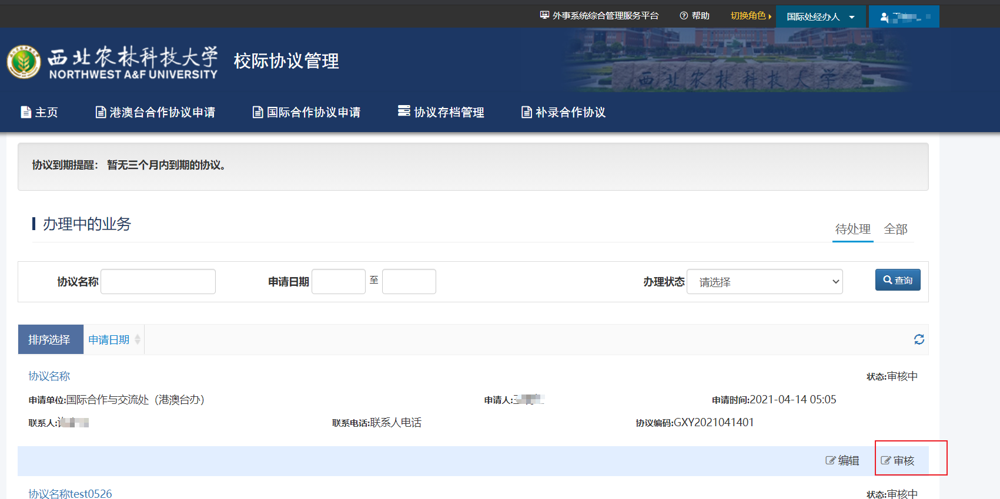 外事系统综合管理服务平台 帮助 切换角色 国际处经办人
西北农林科技大学 校际协议管理
NORTHWEST A&F UNIVERSITY
西北农林科技大学
主页 港澳台合作协议申请 国际合作协议申请 协议存档管理 补录合作协议
协议到期提醒： 暂无三个月内到期的协议。
办理中的业务
待处理 全部
协议名称 申请日期 至 办理状态 请选择 查询
排序选择 申请日期
协议名称 状态:审核中
申请单位:国际合作与交流处（港澳台办） 申请人: 申请时间:2021-04-14 05:05
联系人: 联系电话:联系人电话 协议编码:GXY2021041401
编辑 审核
协议名称test0526 状态:审核中